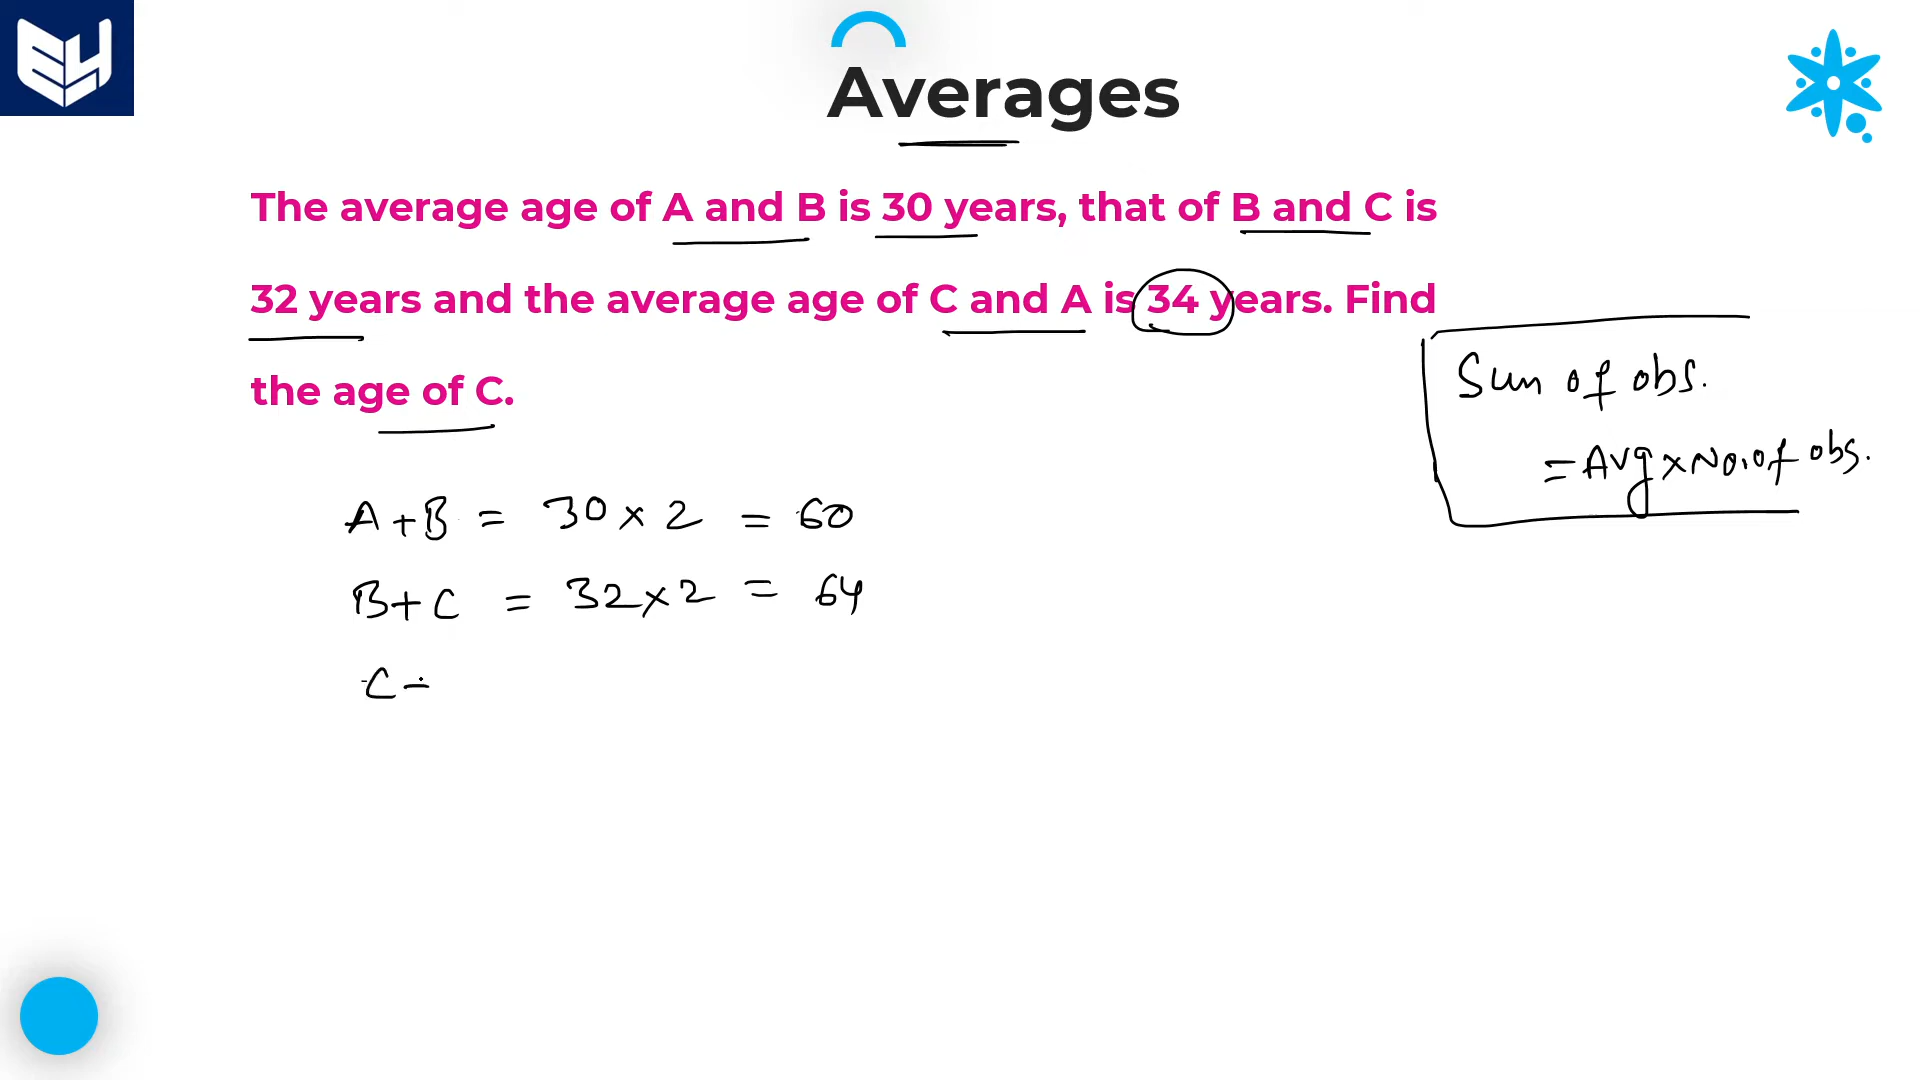 EY
Averages
The average age of A and B is 30 years, that of B and C is
32 years and the average age of C and A is 34 years. Find
the age of C.
Sum of obs.
= Avg × No. of obs.
A + B = 30 × 2 = 60
B + C = 32 × 2 = 64
C -